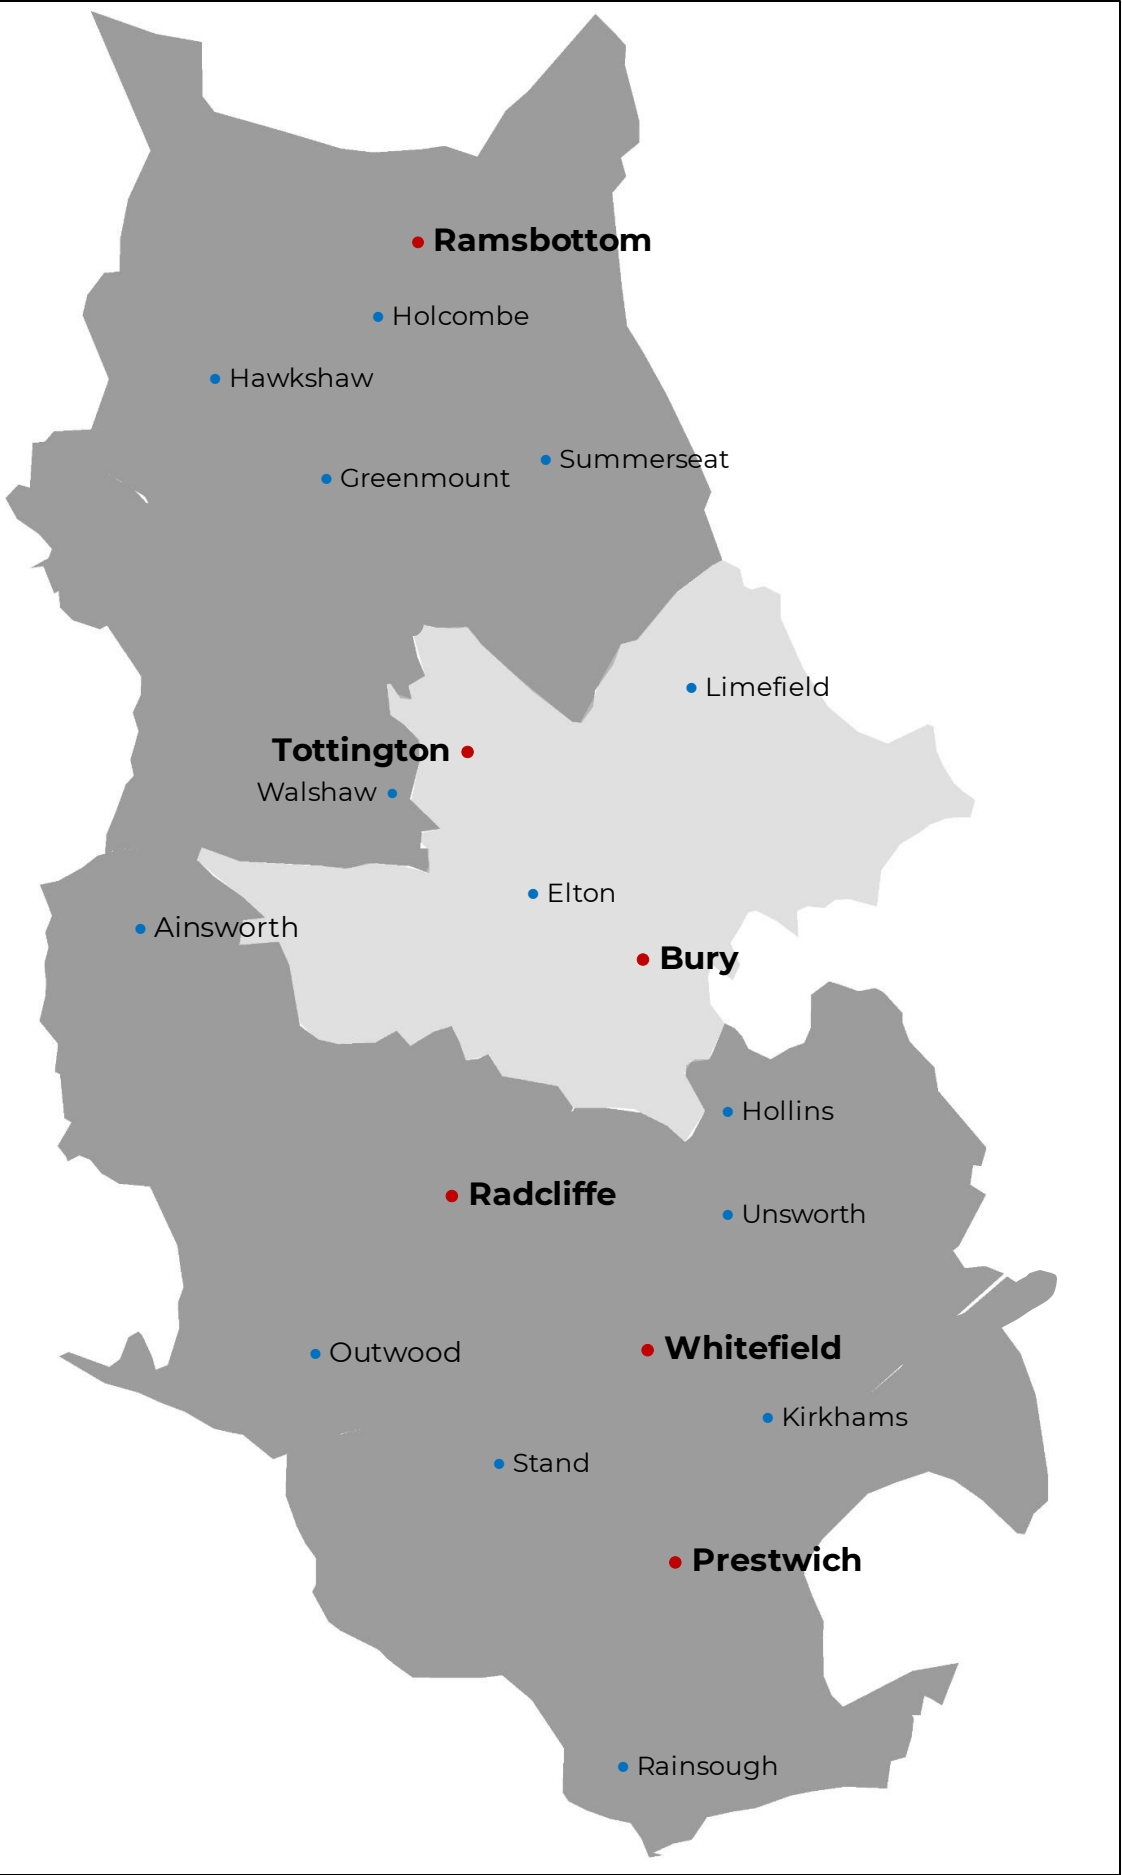 Ramsbottom
Holcombe
Hawkshaw
Summerseat
Greenmount
Limefield
Tottington
Walshaw
Elton
Ainsworth
Bury
Hollins
Radcliffe
Unsworth
Whitefield
Outwood
Kirkhams
Stand
Prestwich
Rainsough